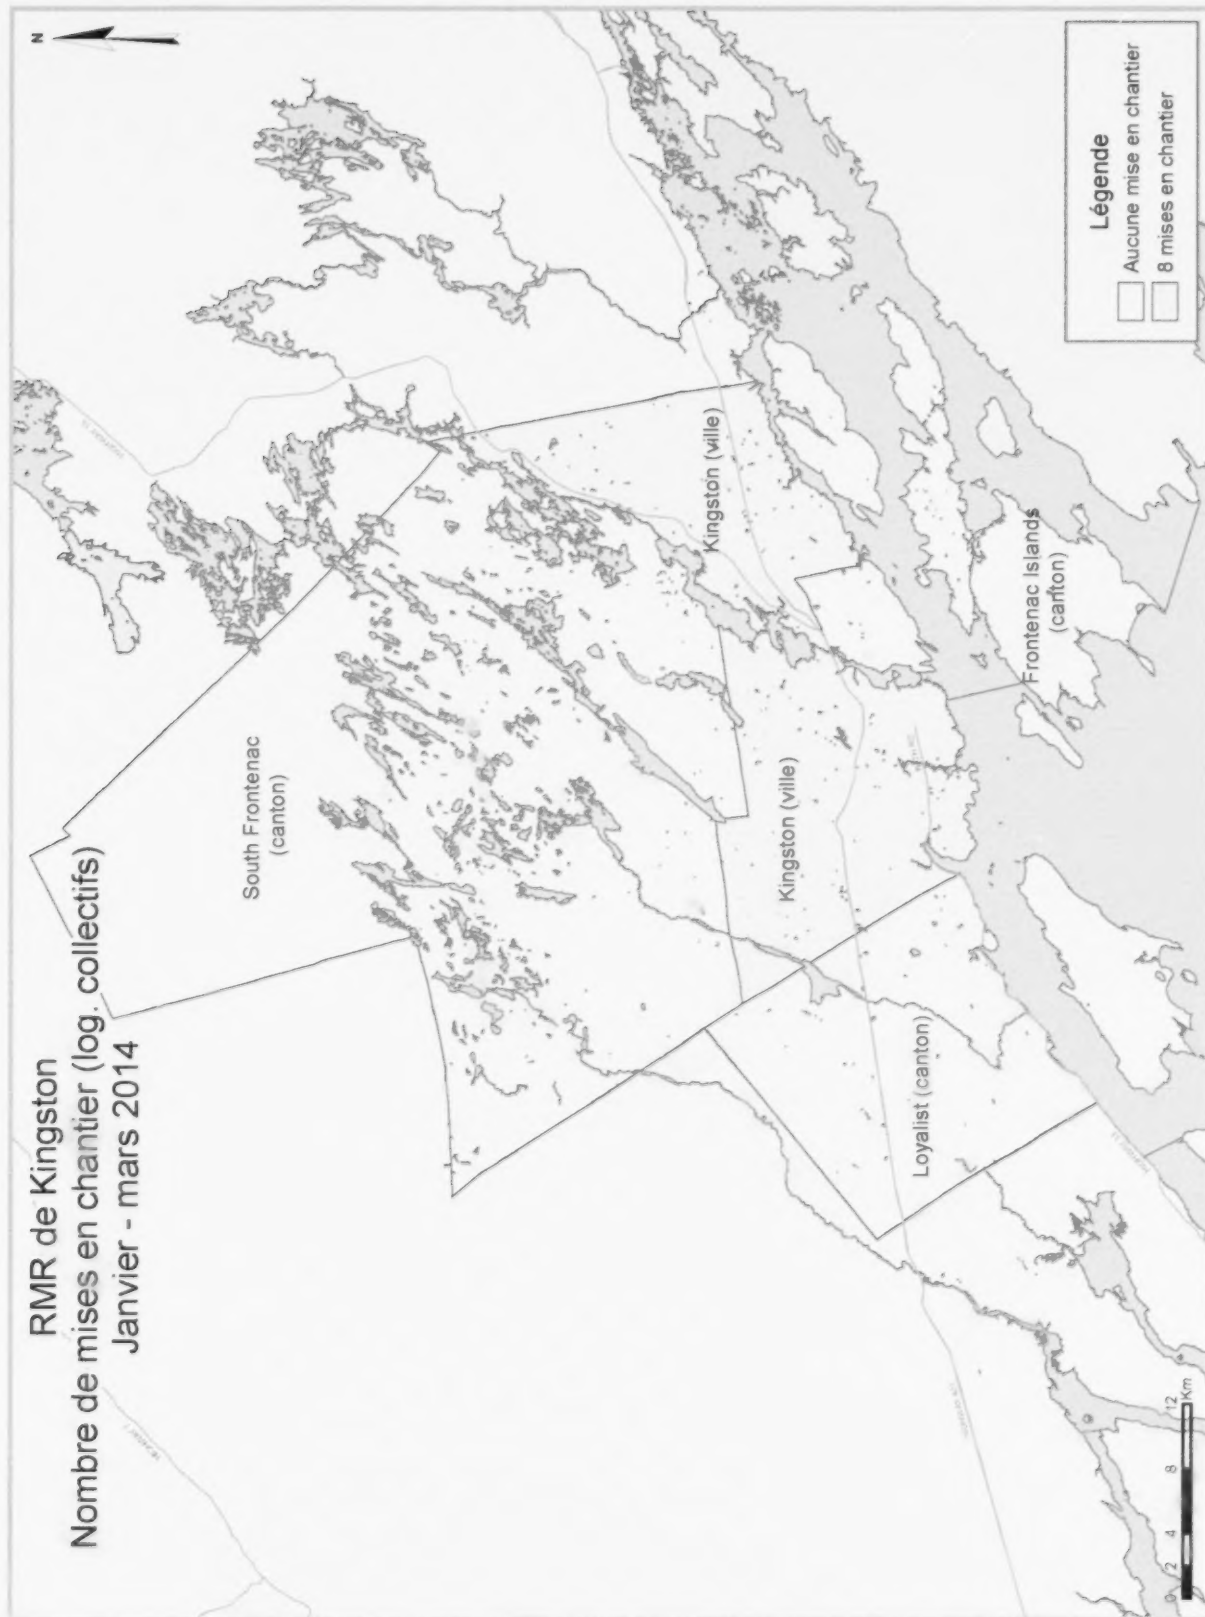 RMR de Kingston
Nombre de mises en chantier (log. collectifs)
Janvier - mars 2014
N
South Frontenac
(canton)
Kingston (ville)
Kingston (ville)
Loyalist (canton)
Frontenac Islands
(canton)
Légende
Aucune mise en chantier
8 mises en chantier
0 2 4 8 12
Km